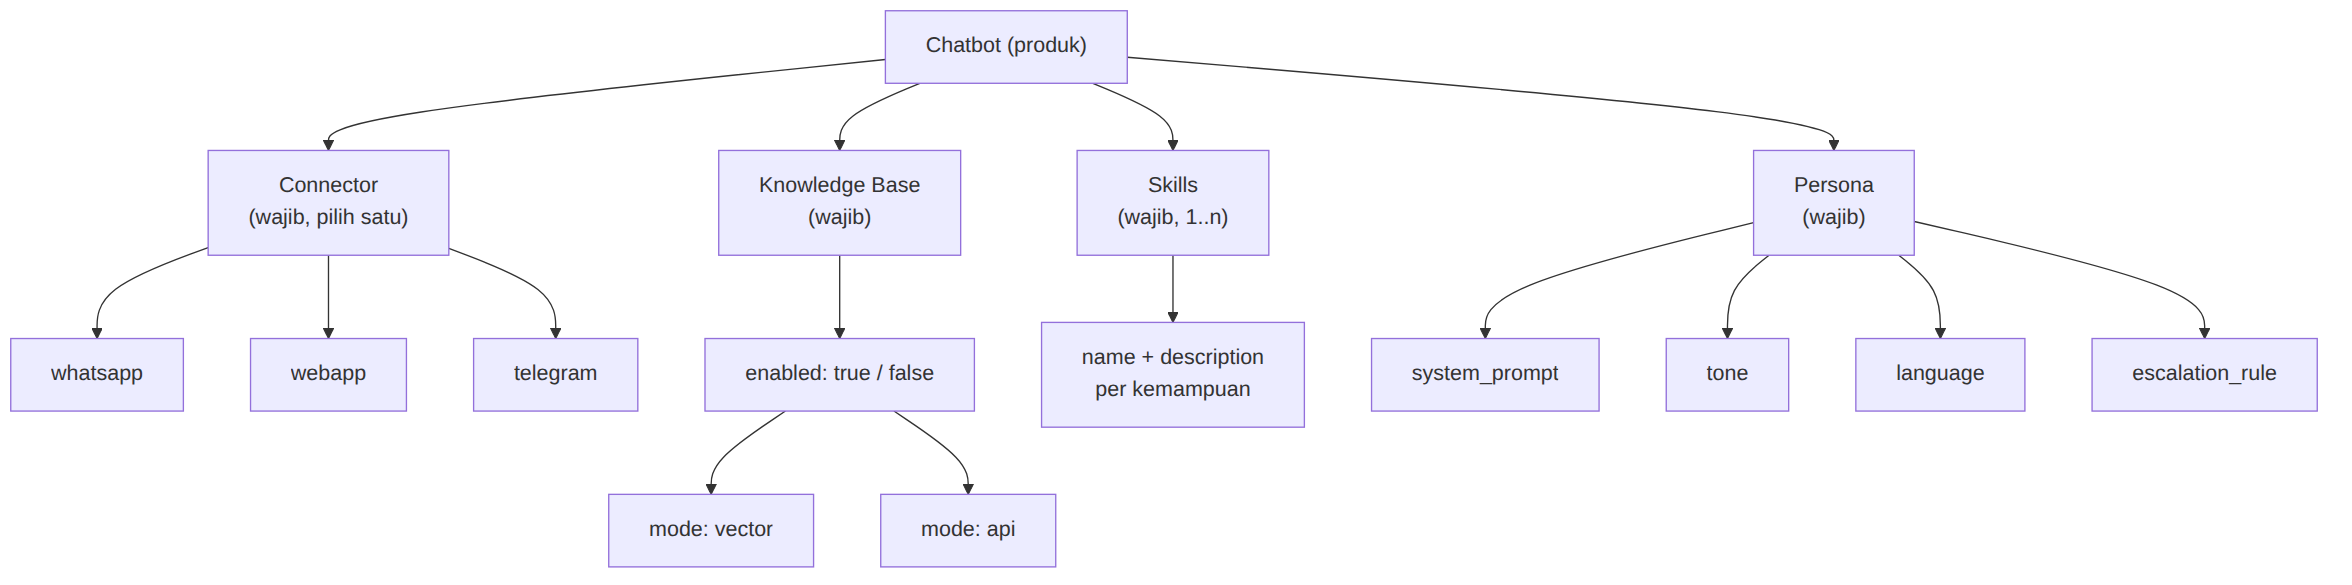 Chatbot (produk)
Connector
(wajib, pilih satu)
Knowledge Base
(wajib)
Skills
(wajib, 1..n)
Persona
(wajib)
whatsapp
webapp
telegram
enabled: true / false
name + description
per kemampuan
system_prompt
tone
language
escalation_rule
mode: vector
mode: api